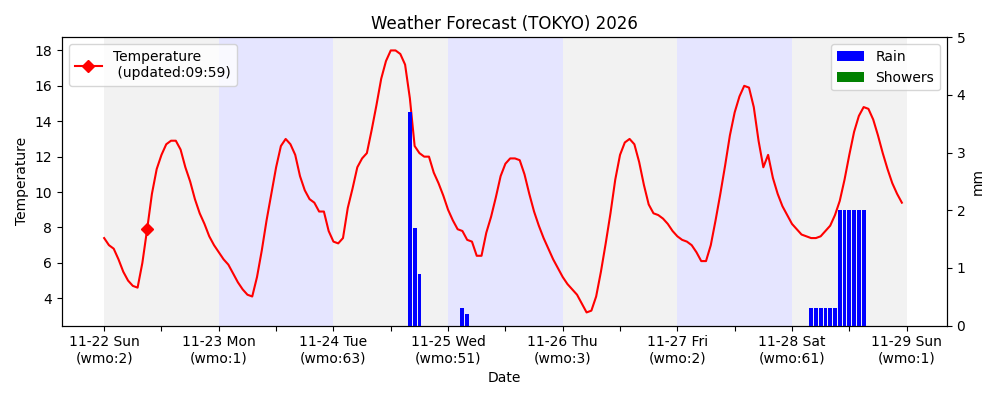 Weather Forecast (TOKYO) 2026
Temperature
(updated:09:59)
Rain
Showers
Temperature
18
16
14
12
10
8
6
4
5
4
3
2
1
0
mm
11-22 Sun
(wmo:2)
11-23 Mon
(wmo:1)
11-24 Tue
(wmo:63)
11-25 Wed
(wmo:51)
11-26 Thu
(wmo:3)
11-27 Fri
(wmo:2)
11-28 Sat
(wmo:61)
11-29 Sun
(wmo:1)
Date